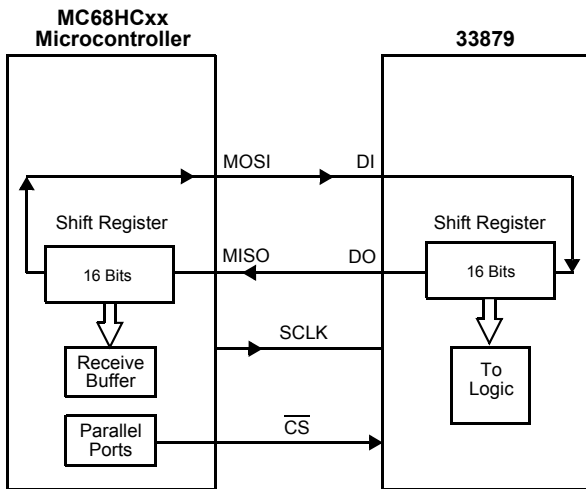 MC68HCxx
Microcontroller
33879
MOSI
DI
Shift Register
Shift Register
MISO
DO
16 Bits
16 Bits
SCLK
Receive
Buffer
To
Logic
Parallel
Ports
CS